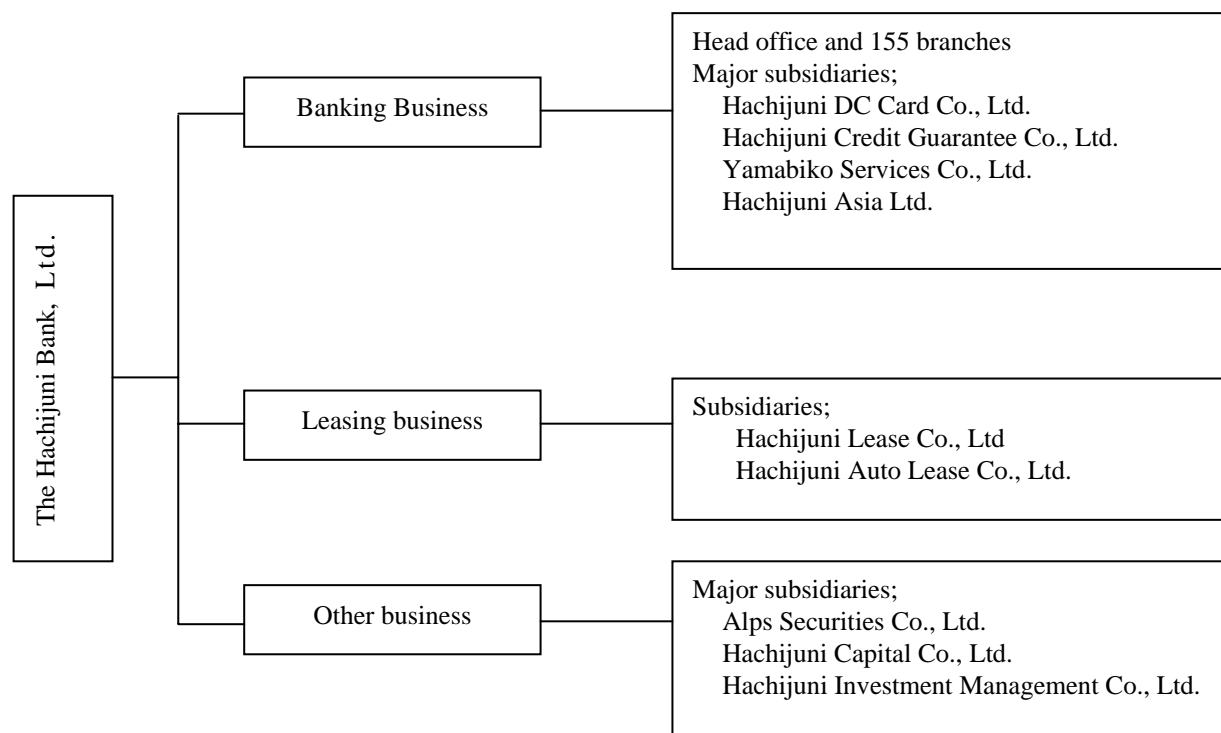 The Hachijuni Bank, Ltd.
Banking Business
Head office and 155 branches
Major subsidiaries;
Hachijuni DC Card Co., Ltd.
Hachijuni Credit Guarantee Co., Ltd.
Yamabiko Services Co., Ltd.
Hachijuni Asia Ltd.
Leasing business
Subsidiaries;
Hachijuni Lease Co., Ltd
Hachijuni Auto Lease Co., Ltd.
Other business
Major subsidiaries;
Alps Securities Co., Ltd.
Hachijuni Capital Co., Ltd.
Hachijuni Investment Management Co., Ltd.